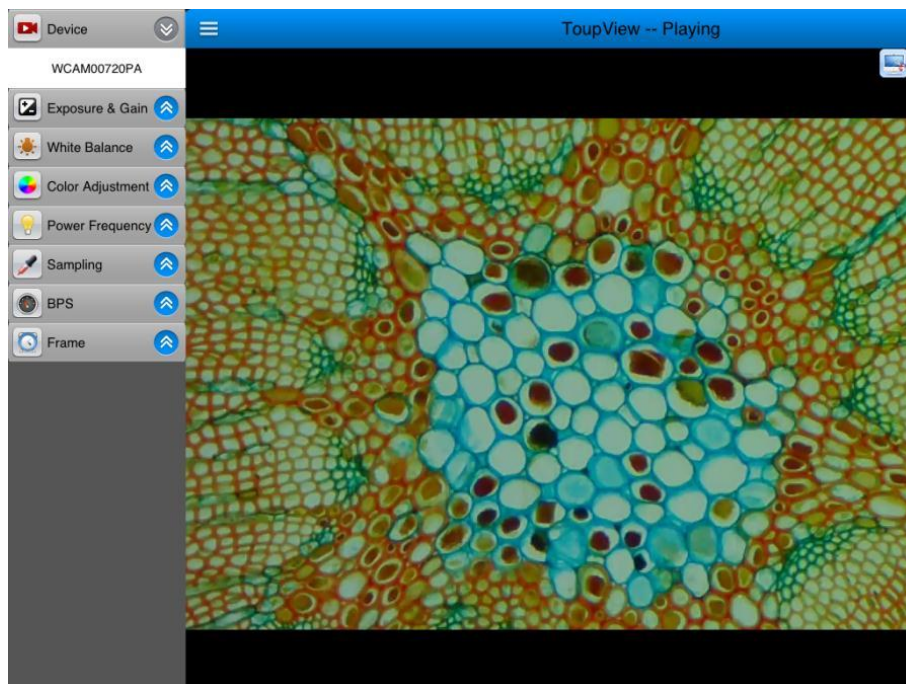 Device
ToupView -- Playing
WCAM00720PA
Exposure & Gain
White Balance
Color Adjustment
Power Frequency
Sampling
BPS
Frame